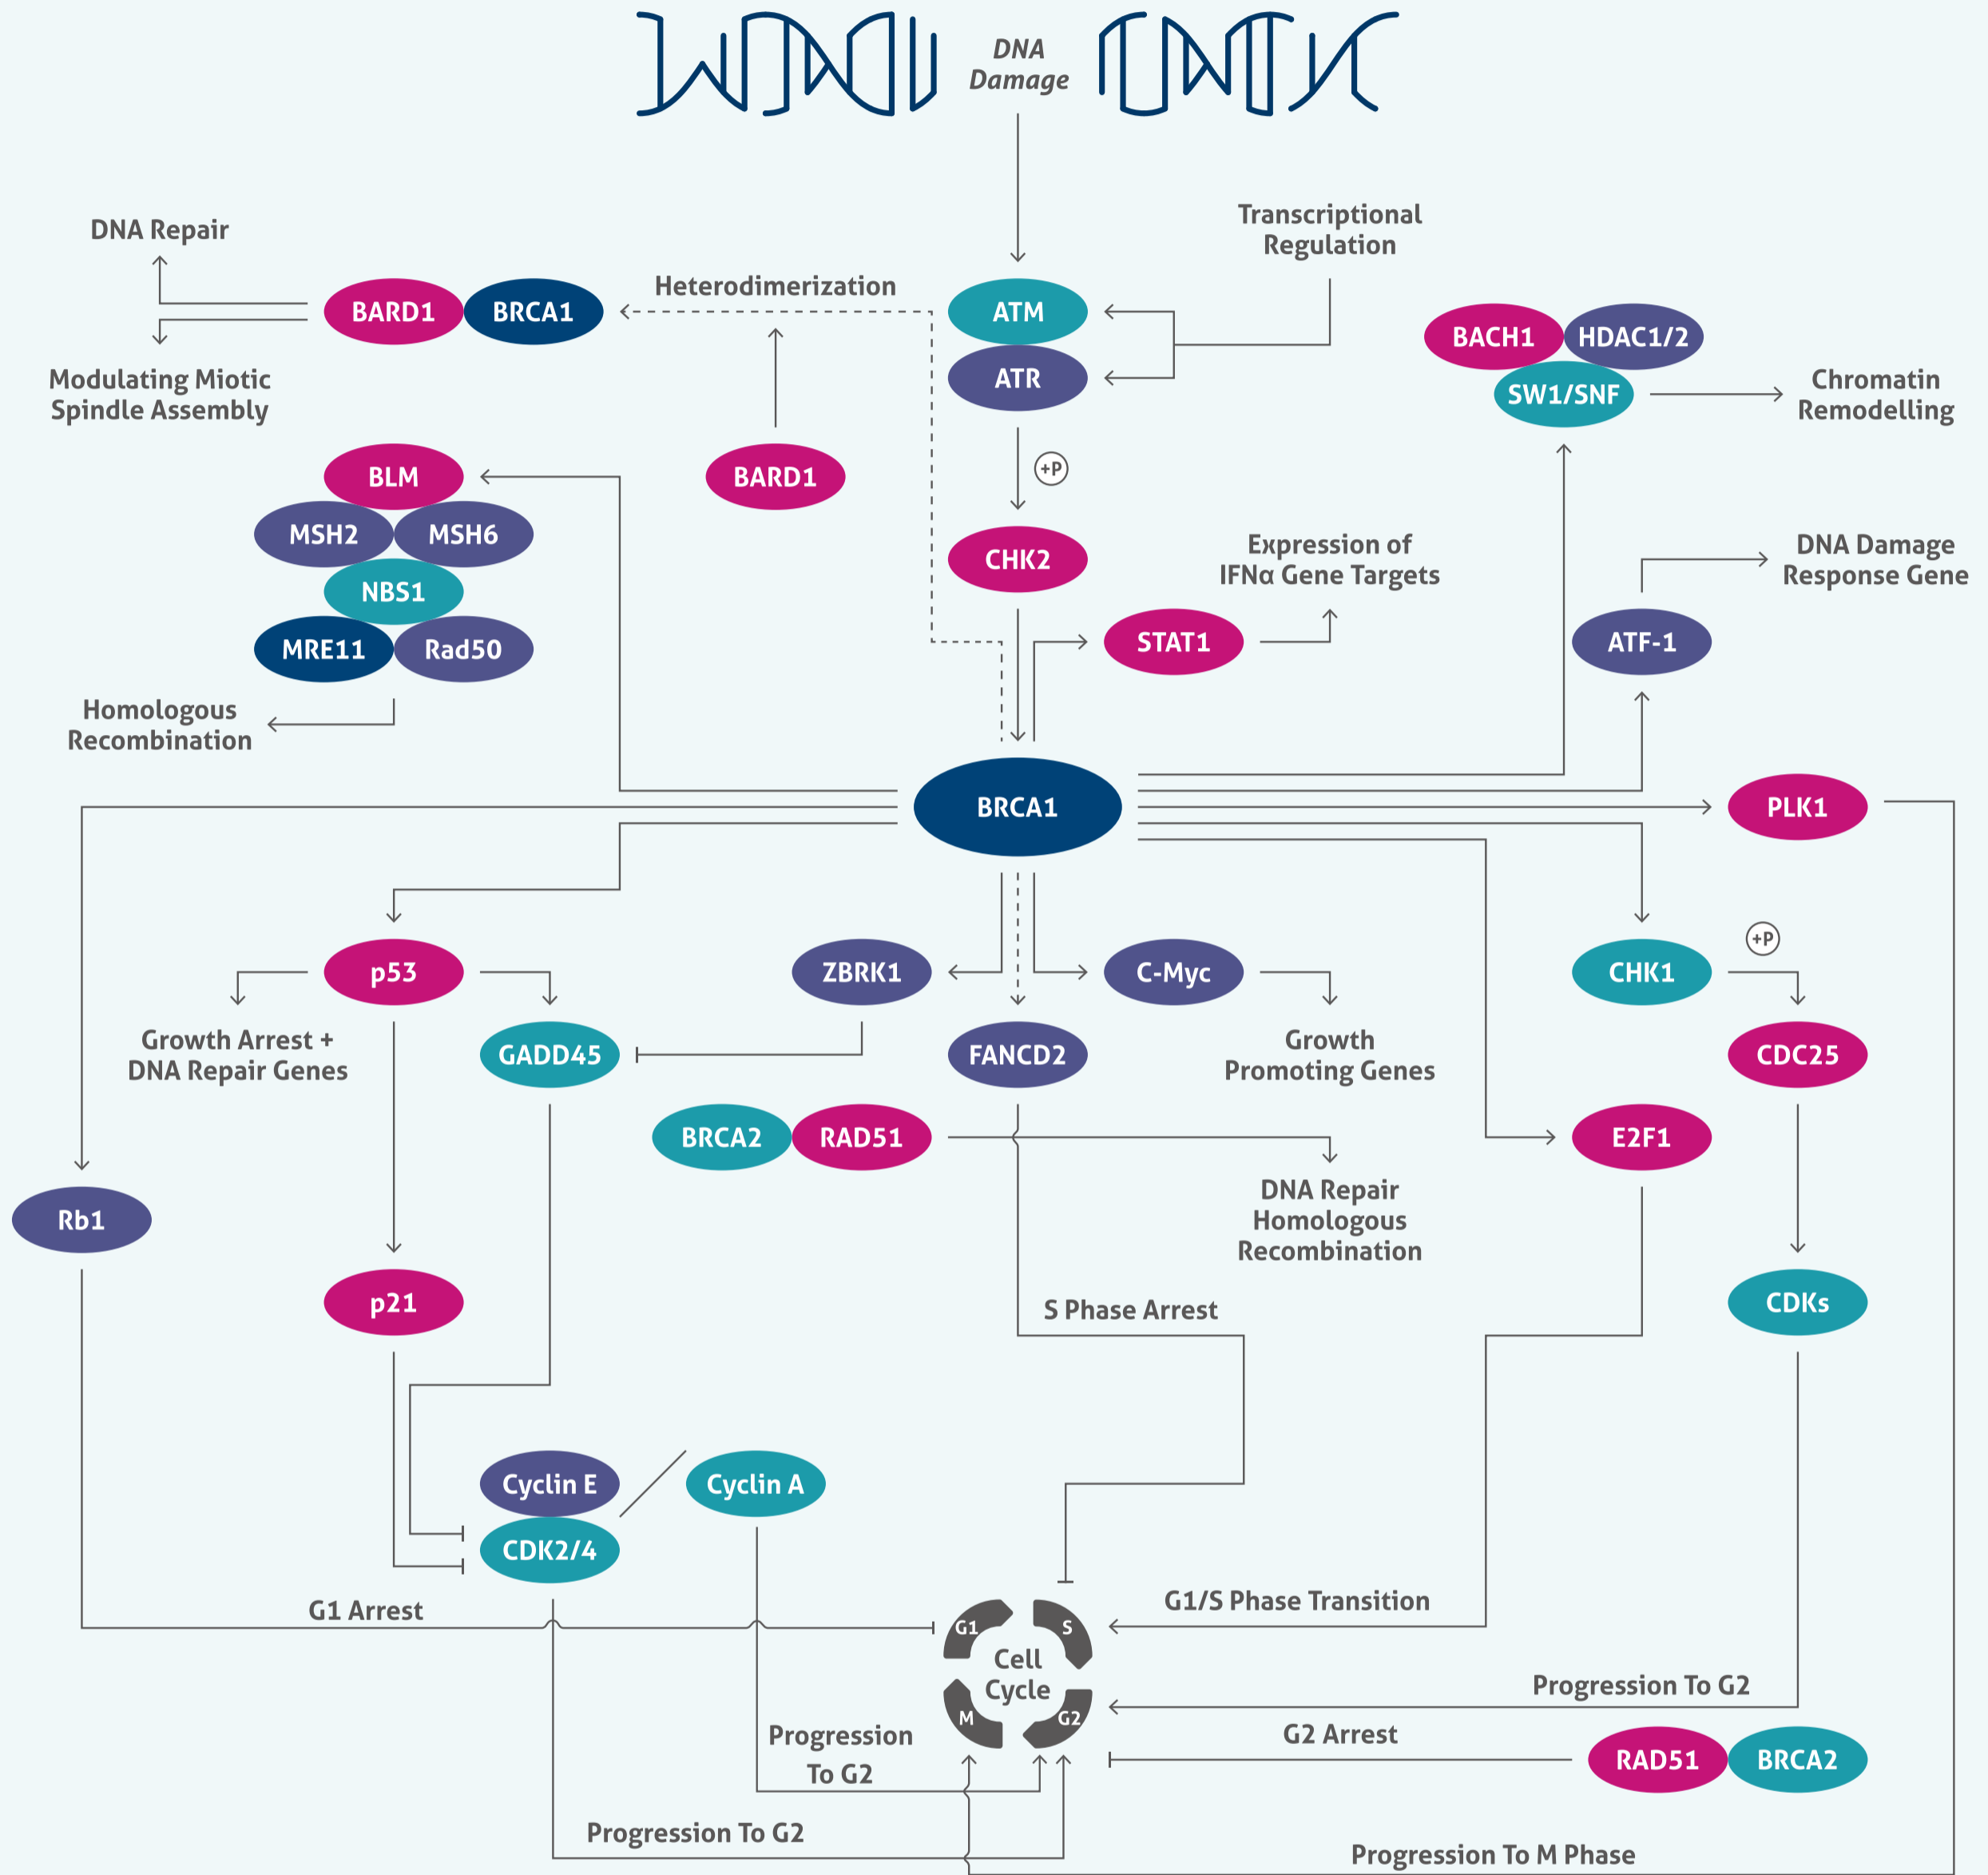 DNA
Damage
Transcriptional
Regulation
DNA Repair
Heterodimerization
BARD1
BRCA1
ATM
ATR
BACH1
HDAC1/2
SW1/SNF
Chromatin
Remodelling
Modulating Miotic
Spindle Assembly
BLM
BARD1
+P
MSH2
MSH6
CHK2
Expression of
IFNα Gene Targets
DNA Damage
Response Gene
NBS1
MRE11
Rad50
STAT1
ATF-1
Homologous
Recombination
BRCA1
PLK1
+P
p53
ZBRK1
C-Myc
CHK1
Growth Arrest +
DNA Repair Genes
GADD45
FANCD2
Growth
Promoting Genes
CDC25
BRCA2
RAD51
E2F1
DNA Repair
Homologous
Recombination
Rb1
p21
S Phase Arrest
CDKs
Cyclin E
Cyclin A
CDK2/4
G1 Arrest
G1/S Phase Transition
G1
S
Cell
Cycle
M
G2
Progression To G2
Progression
To G2
G2 Arrest
RAD51
BRCA2
Progression To G2
Progression To M Phase